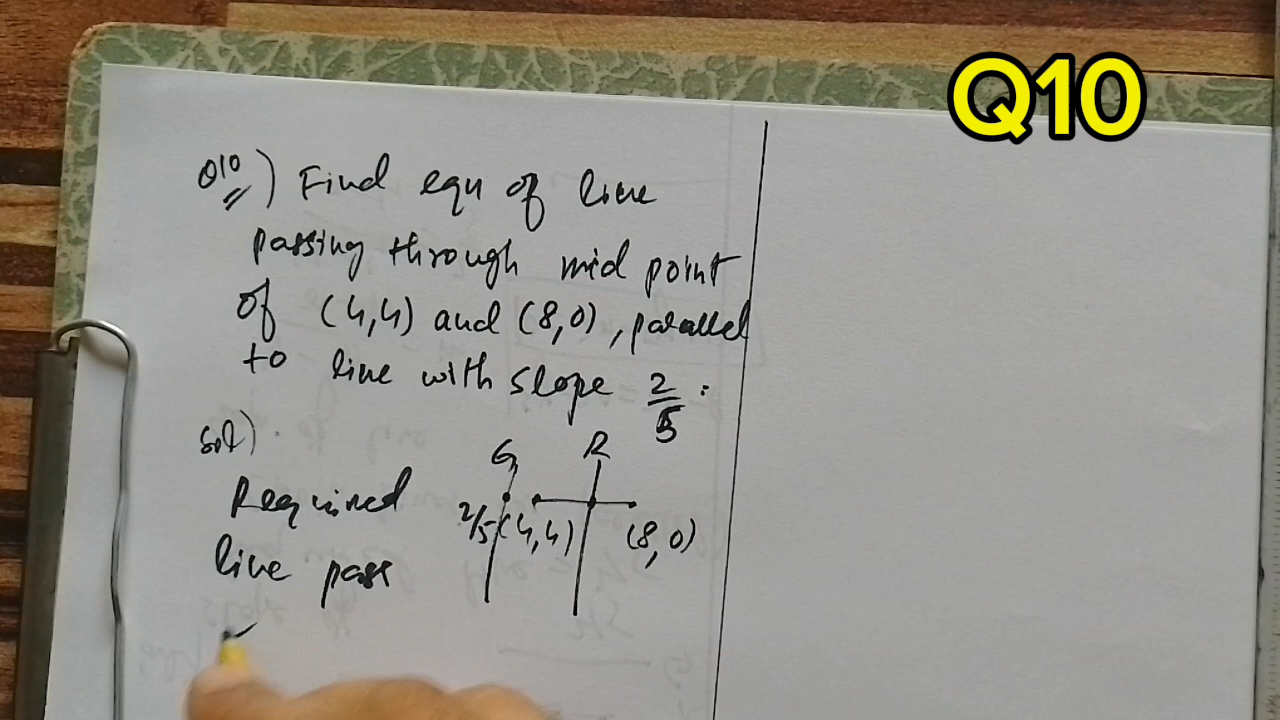 Q10
Q10) Find equ of line
passing through mid point
of (4,4) and (8,0), parallel
to line with slope 2/5 .
Sol)
Required
line pass
G R
2/5 (4,4) (8,0)